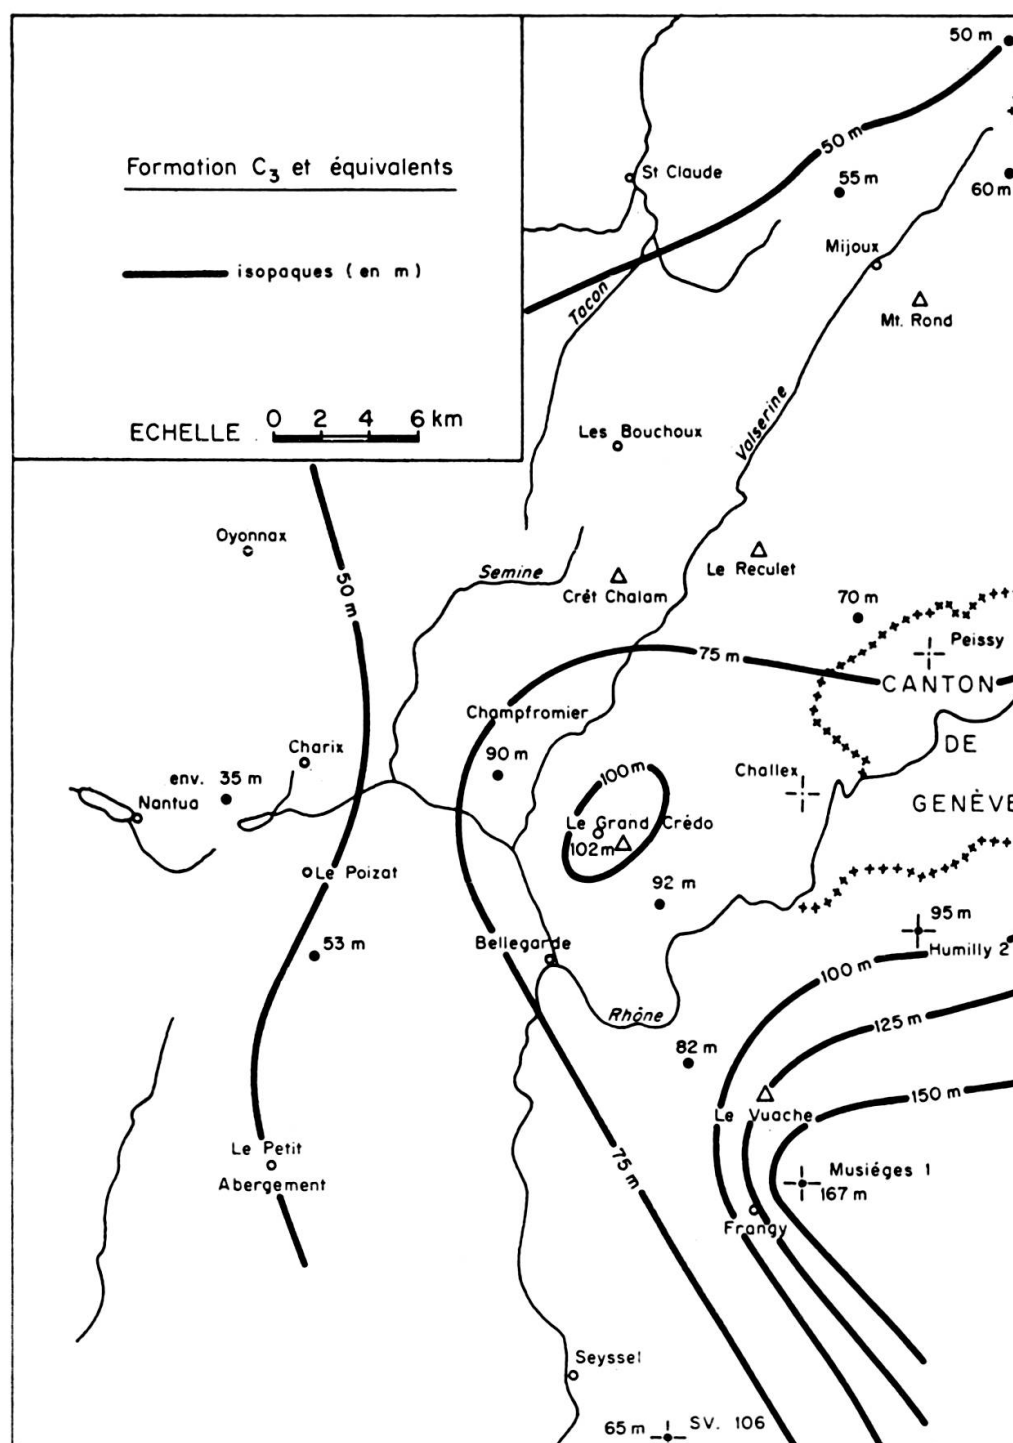 50 m
50 m
Formation C3 et équivalents
St Claude
55 m
60 m
Mijoux
isopaques (en m)
Tacon
Mt. Rond
Valserine
0 2 4 6 km
ECHELLE
Les Bouchoux
Oyonnax
50 m
Semine
Le Reculet
Crêt Chalam
70 m
Peissy
75 m
CANTON
Champfromier
DE
Charix
90 m
100 m
Challex
env. 35 m
Nantua
GENÈVE
Le Grand Crédo
102 m
Le Poizat
92 m
95 m
53 m
Bellegarde
Humilly 2
100 m
Rhône
125 m
82 m
150 m
Le Vuache
Le Petit
Abergement
75 m
Musiéges 1
167 m
Frangy
Seyssel
65 m SV. 106